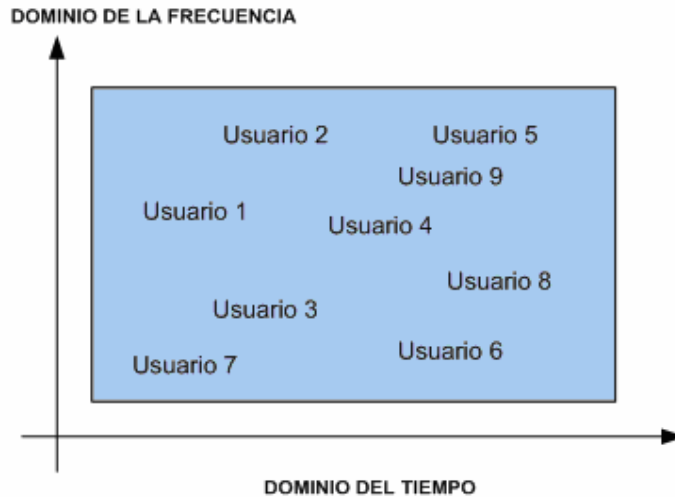 DOMINIO DE LA FRECUENCIA
Usuario 2
Usuario 5
Usuario 9
Usuario 1
Usuario 4
Usuario 8
Usuario 3
Usuario 6
Usuario 7
DOMINIO DEL TIEMPO